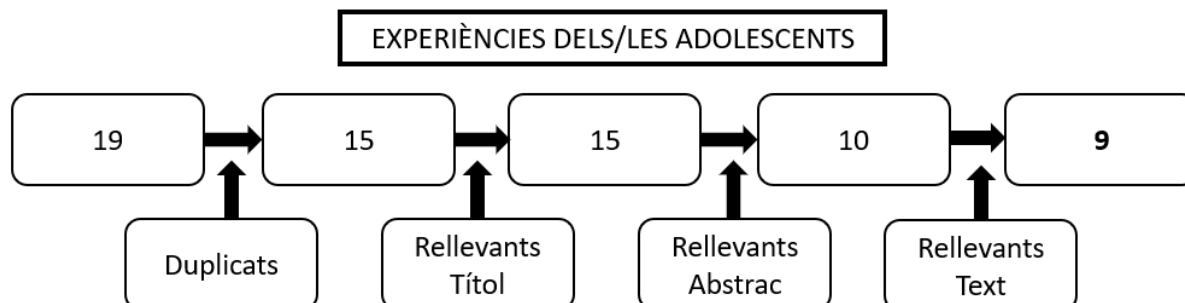 EXPERIÈNCIES DELS/LES ADOLESCENTS
19
15
15
10
9
Duplicats
Rellevants
Títol
Rellevants
Abstrac
Rellevants
Text